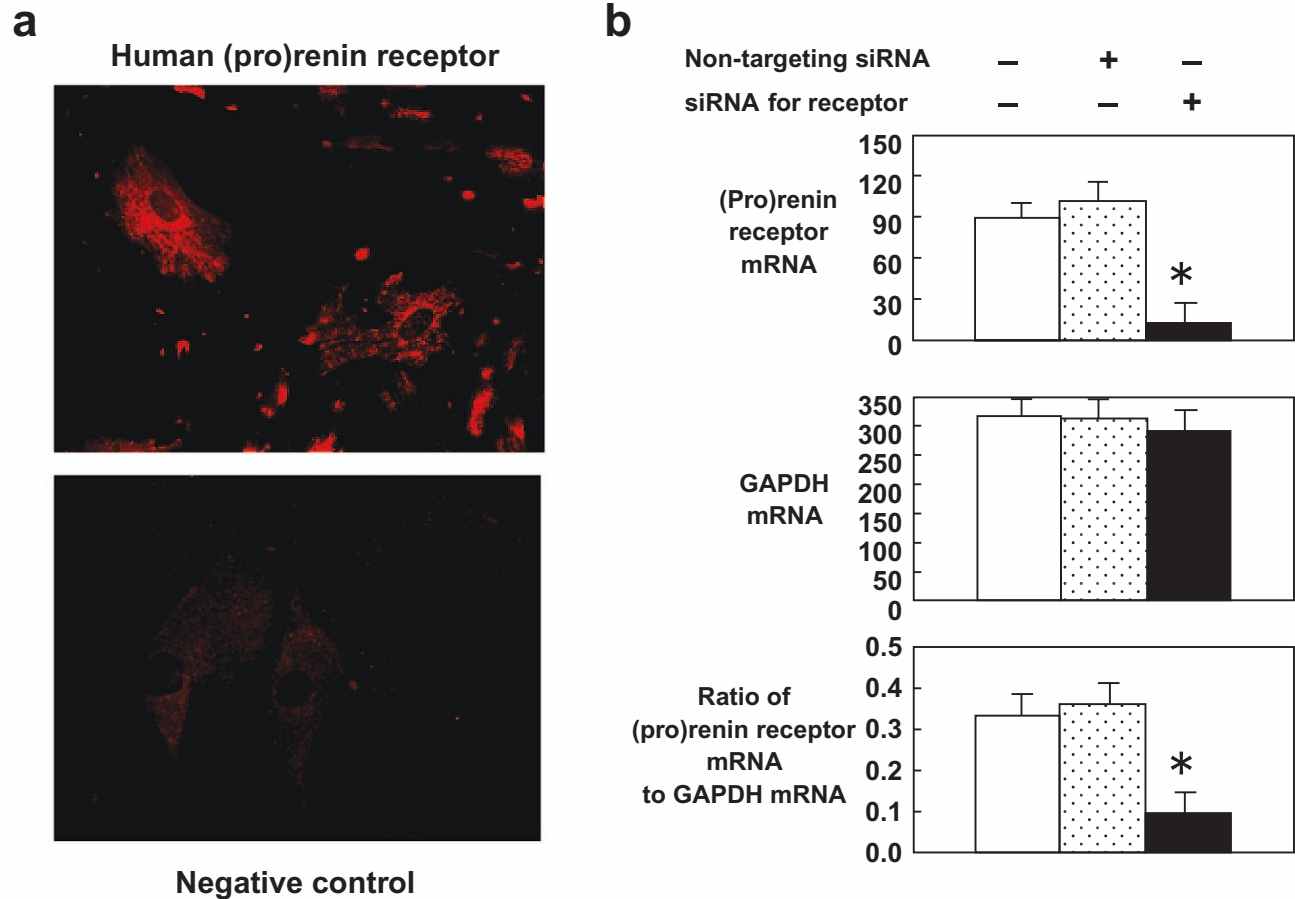 a
Human (pro)renin receptor
Negative control
b
Non-targeting siRNA – + –
siRNA for receptor – – +
(Pro)renin
receptor
mRNA
150
120
90
60
30
0
*
GAPDH
mRNA
350
300
250
200
150
100
50
0
Ratio of
(pro)renin receptor
mRNA
to GAPDH mRNA
0.5
0.4
0.3
0.2
0.1
0.0
*